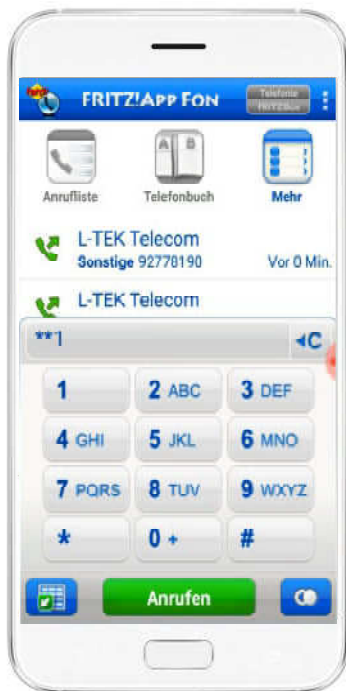 FRITZ!APP FON
Telefonie
FRITZ!Box
Anrufliste
A B
Telefonbuch
Mehr
L-TEK Telecom
Sonstige 92778190
Vor 0 Min.
L-TEK Telecom
**1
C
1
2 ABC
3 DEF
4 GHI
5 JKL
6 MNO
7 PQRS
8 TUV
9 WXYZ
*
0 +
#
Anrufen